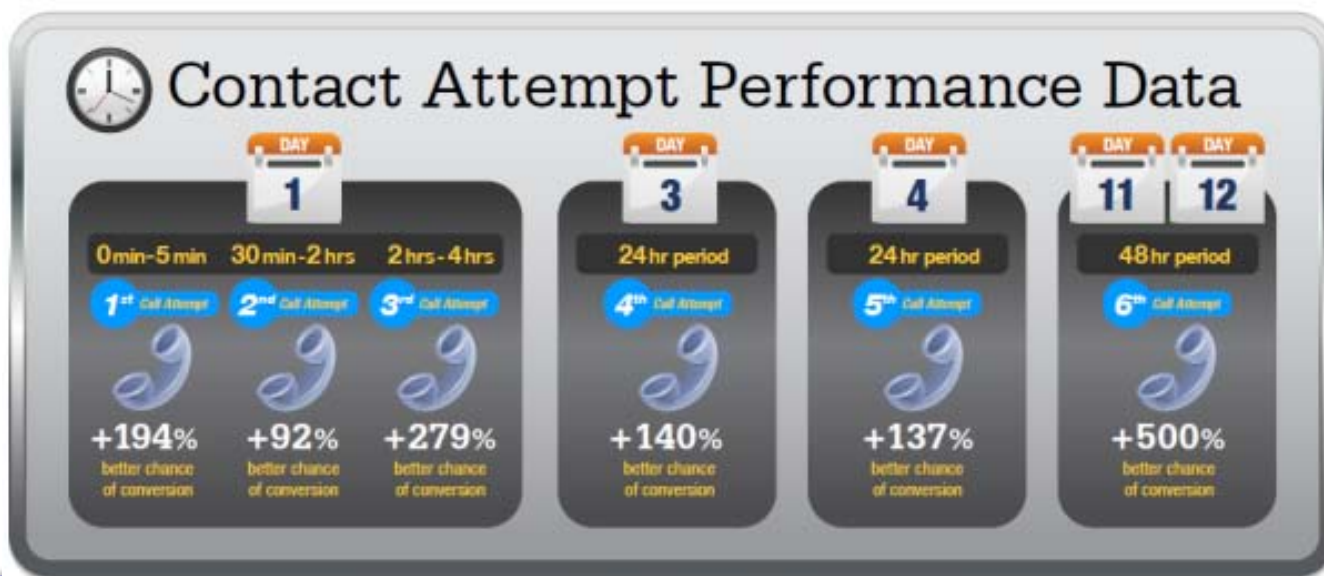 Contact Attempt Performance Data
DAY
1
0min-5min
30min-2hrs
2hrs-4hrs
1st Call Attempt
2nd Call Attempt
3rd Call Attempt
+194%
better chance
of conversion
+92%
better chance
of conversion
+279%
better chance
of conversion
DAY
3
24hr period
4th Call Attempt
+140%
better chance
of conversion
DAY
4
24hr period
5th Call Attempt
+137%
better chance
of conversion
DAY
11
DAY
12
48hr period
6th Call Attempt
+500%
better chance
of conversion